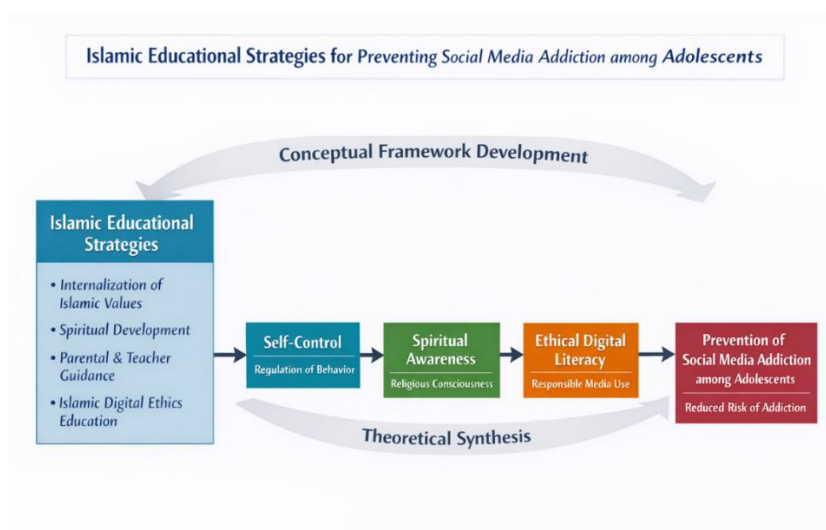 Islamic Educational Strategies for Preventing Social Media Addiction among Adolescents
Conceptual Framework Development
Islamic Educational
Strategies
• Internalization of
Islamic Values
• Spiritual Development
• Parental & Teacher
Guidance
• Islamic Digital Ethics
Education
Self-Control
Regulation of Behavior
Spiritual
Awareness
Religious Consciousness
Ethical Digital
Literacy
Responsible Media Use
Prevention of
Social Media Addiction
among Adolescents
Reduced Risk of Addiction
Theoretical Synthesis